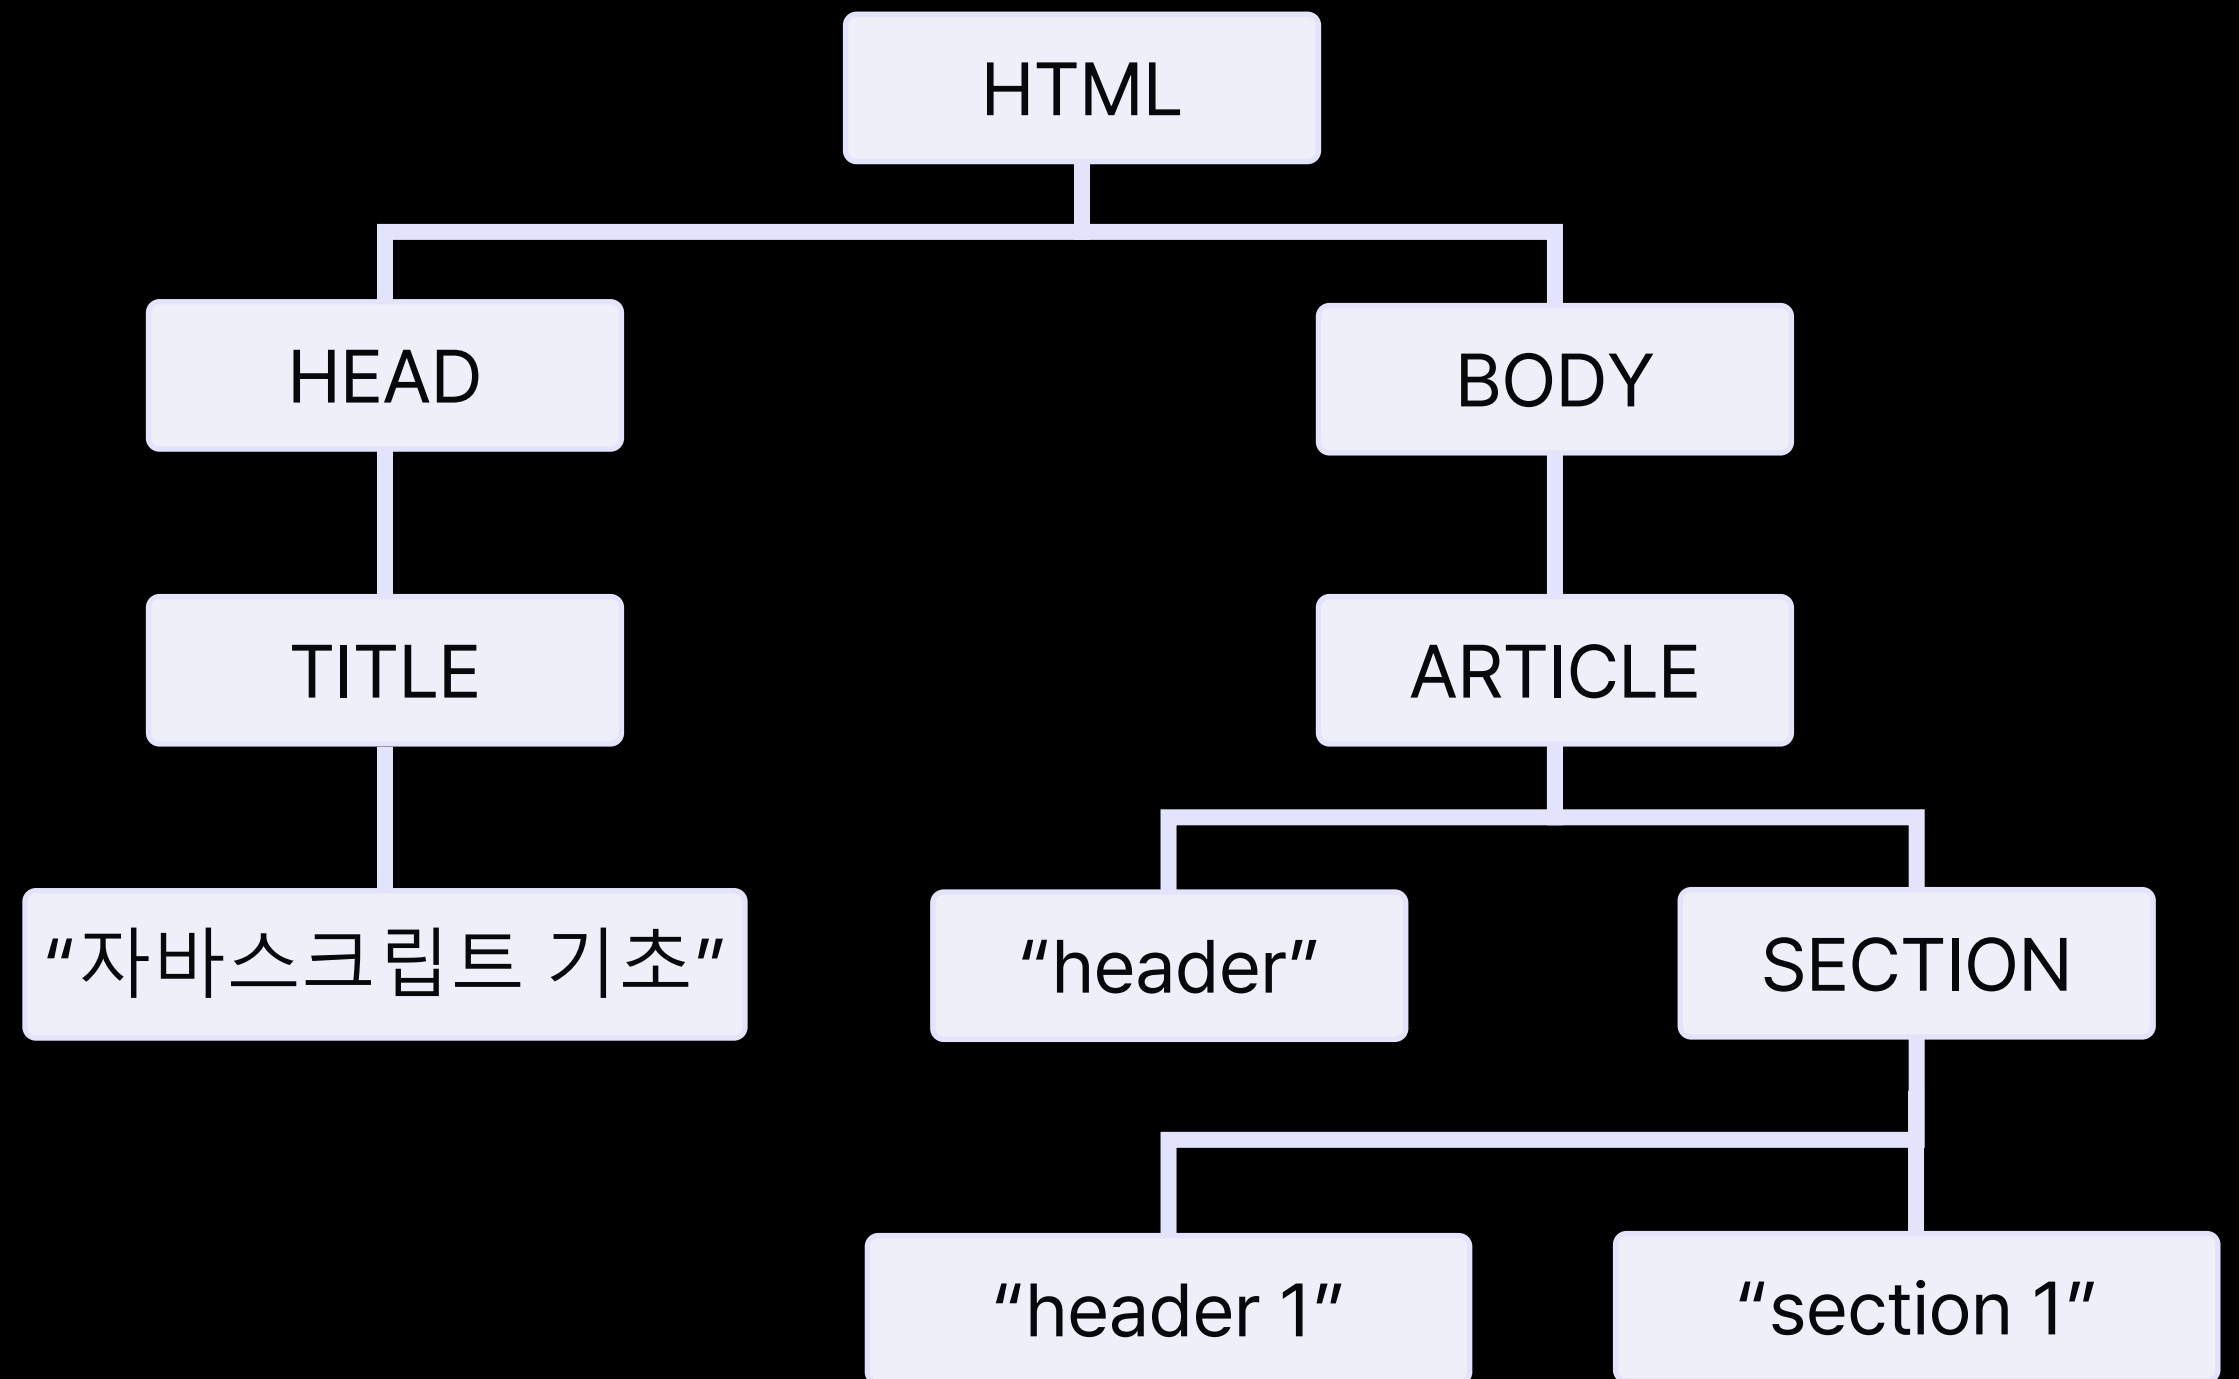 HTML
HEAD
BODY
TITLE
ARTICLE
“자바스크립트 기초”
“header”
SECTION
“header 1”
“section 1”